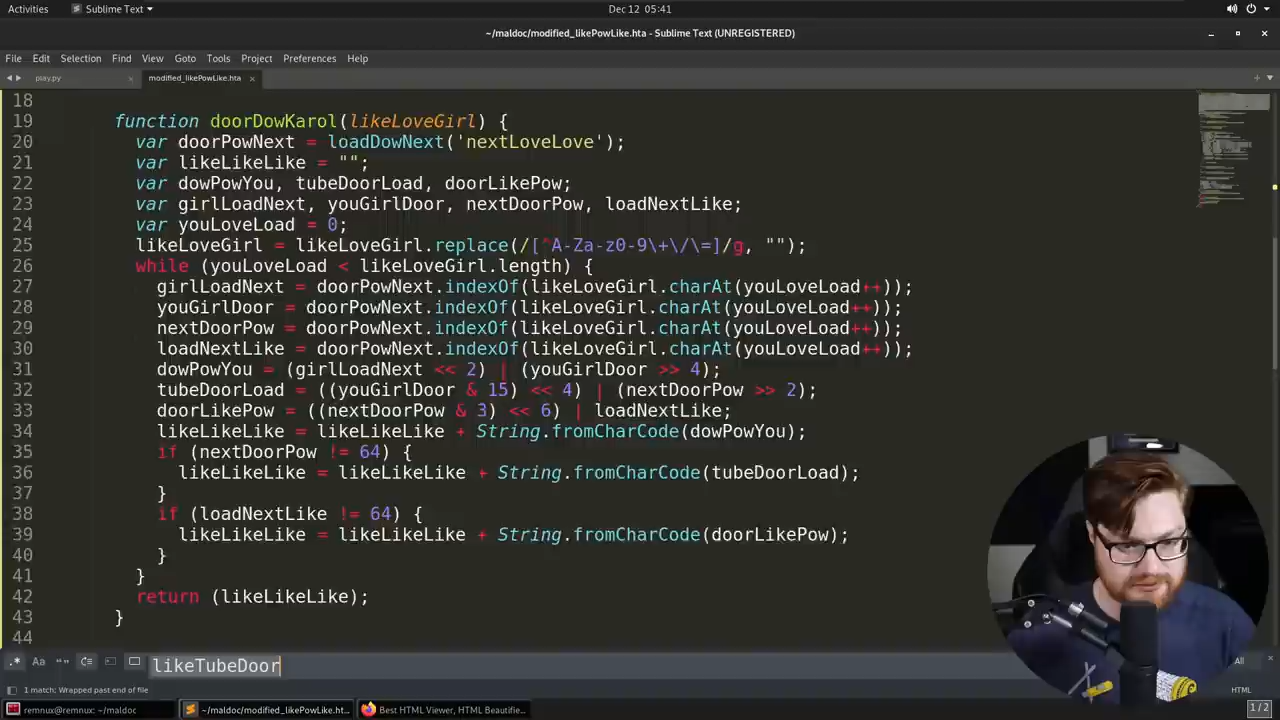 Activities
Sublime Text
Dec 12 05:41
~/maldoc/modified_likePowLike.hta - Sublime Text (UNREGISTERED)
File Edit Selection Find View Goto Tools Project Preferences Help
play.py
modified_likePowLike.hta
18
19 function doorDowKarol(likeLoveGirl) {
20 var doorPowNext = loadDowNext('nextLoveLove');
21 var likeLikeLike = "";
22 var dowPowYou, tubeDoorLoad, doorLikePow;
23 var girlLoadNext, youGirlDoor, nextDoorPow, loadNextLike;
24 var youLoveLoad = 0;
25 likeLoveGirl = likeLoveGirl.replace(/[^A-Za-z0-9\+\/\=]/g, "");
26 while (youLoveLoad < likeLoveGirl.length) {
27 girlLoadNext = doorPowNext.indexOf(likeLoveGirl.charAt(youLoveLoad++));
28 youGirlDoor = doorPowNext.indexOf(likeLoveGirl.charAt(youLoveLoad++));
29 nextDoorPow = doorPowNext.indexOf(likeLoveGirl.charAt(youLoveLoad++));
30 loadNextLike = doorPowNext.indexOf(likeLoveGirl.charAt(youLoveLoad++));
31 dowPowYou = (girlLoadNext << 2) | (youGirlDoor >> 4);
32 tubeDoorLoad = ((youGirlDoor & 15) << 4) | (nextDoorPow >> 2);
33 doorLikePow = ((nextDoorPow & 3) << 6) | loadNextLike;
34 likeLikeLike = likeLikeLike + String.fromCharCode(dowPowYou);
35 if (nextDoorPow != 64) {
36 likeLikeLike = likeLikeLike + String.fromCharCode(tubeDoorLoad);
37 }
38 if (loadNextLike != 64) {
39 likeLikeLike = likeLikeLike + String.fromCharCode(doorLikePow);
40 }
41 }
42 return (likeLikeLike);
43 }
44
.* Aa "" likeTubeDoor All
1 match: Wrapped past end of file
HTML
remnux@remnux: ~/maldoc
~/maldoc/modified_likePowLike.ht...
Best HTML Viewer, HTML Beautifie...
1/2